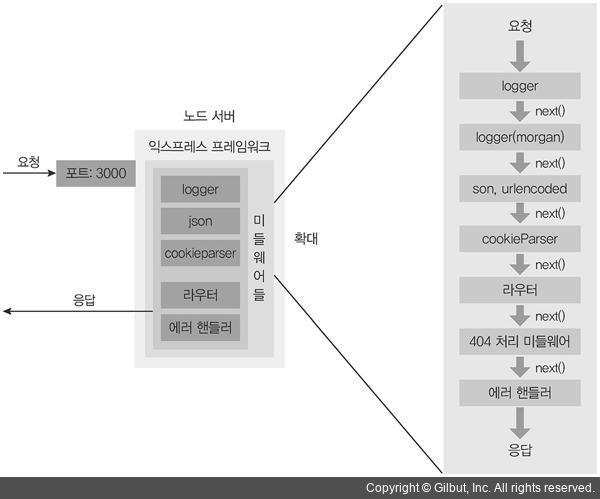 노드 서버
익스프레스 프레임워크
요청
포트: 3000
logger
json
cookieparser
라우터
에러 핸들러
미들웨어들
응답
확대
요청
logger
next()
logger(morgan)
next()
son, urlencoded
next()
cookieParser
next()
라우터
next()
404 처리 미들웨어
next()
에러 핸들러
응답
Copyright © Gilbut, Inc. All rights reserved.